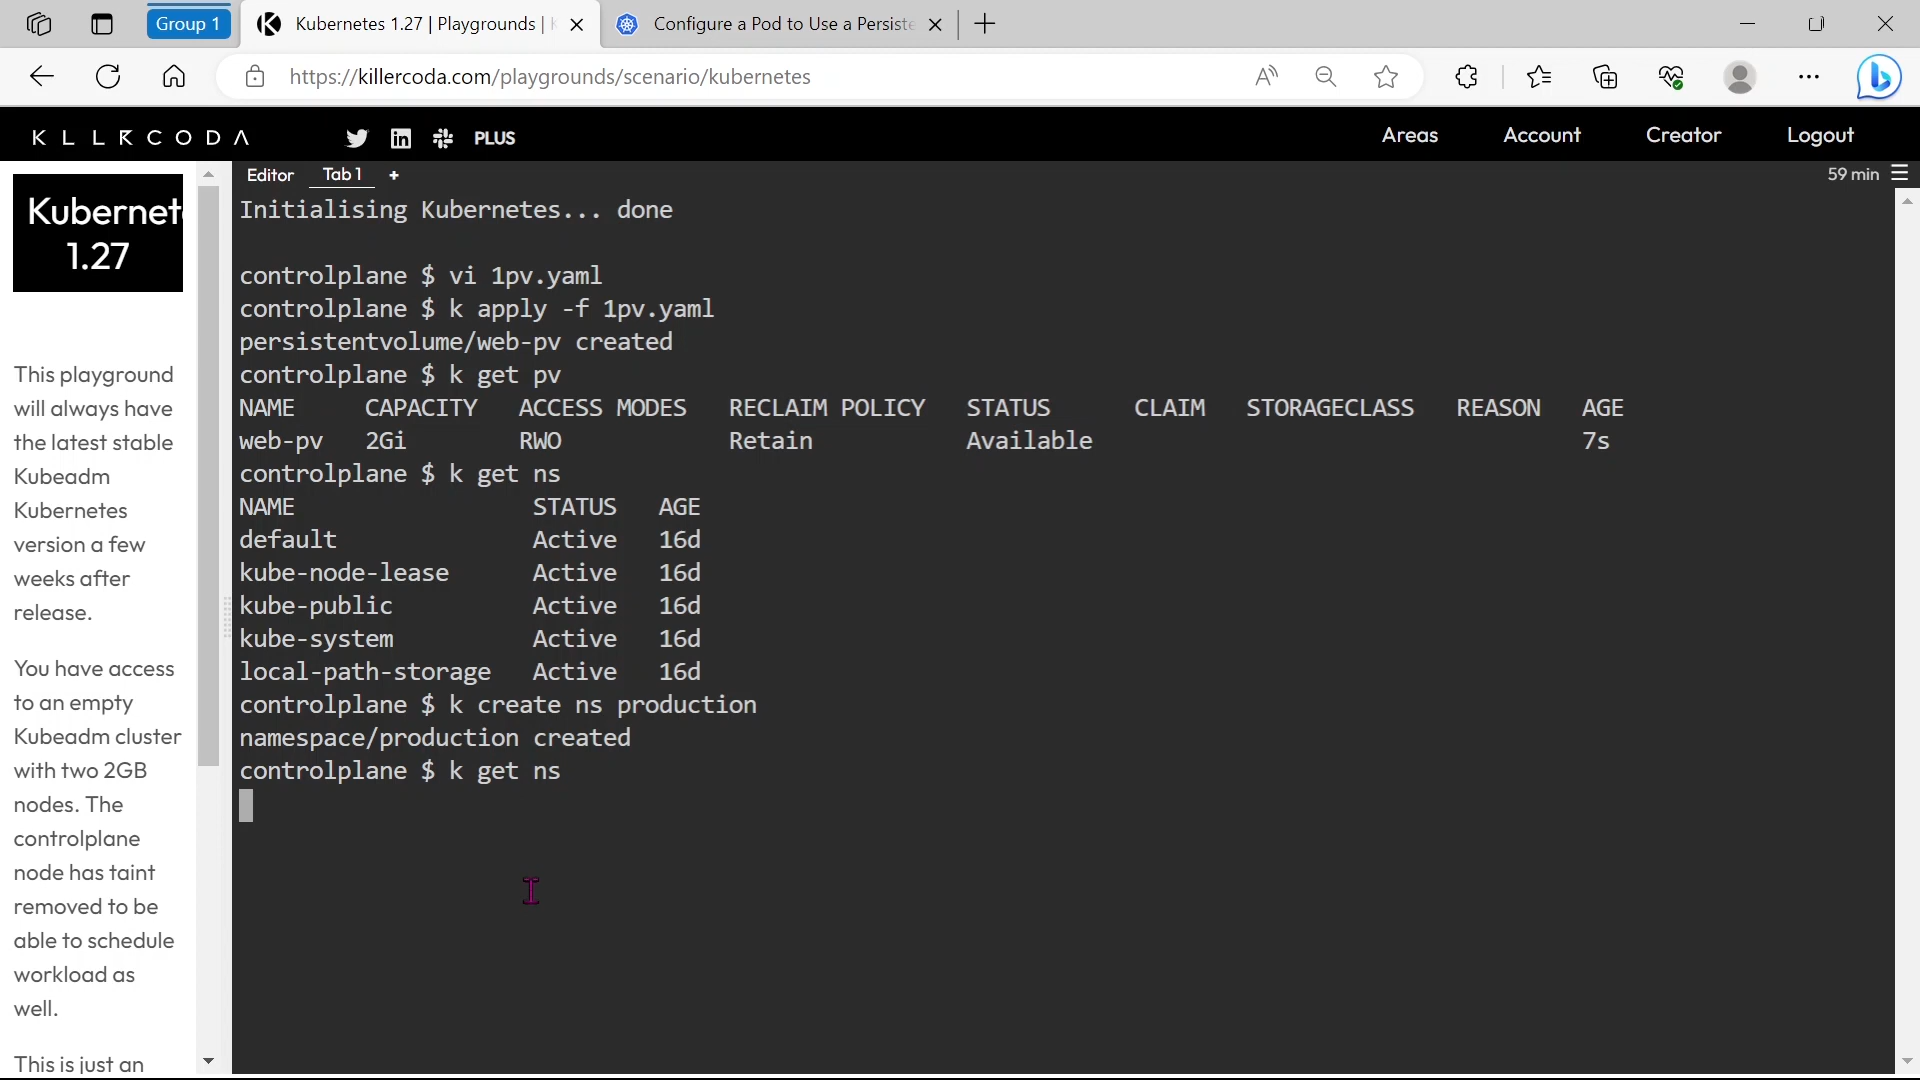 Group 1
Kubernetes 1.27 | Playgrounds |
Configure a Pod to Use a Persiste
https://killercoda.com/playgrounds/scenario/kubernetes
KLLRCODA
PLUS
Areas
Account
Creator
Logout
Editor
Tab 1
+
59 min
Kubernet
1.27
This playground
will always have
the latest stable
Kubeadm
Kubernetes
version a few
weeks after
release.
You have access
to an empty
Kubeadm cluster
with two 2GB
nodes. The
controlplane
node has taint
removed to be
able to schedule
workload as
well.
This is just an
Initialising Kubernetes... done
controlplane $ vi 1pv.yaml
controlplane $ k apply -f 1pv.yaml
persistentvolume/web-pv created
controlplane $ k get pv
NAME CAPACITY ACCESS MODES RECLAIM POLICY STATUS CLAIM STORAGECLASS REASON AGE
web-pv 2Gi RWO Retain Available 7s
controlplane $ k get ns
NAME STATUS AGE
default Active 16d
kube-node-lease Active 16d
kube-public Active 16d
kube-system Active 16d
local-path-storage Active 16d
controlplane $ k create ns production
namespace/production created
controlplane $ k get ns